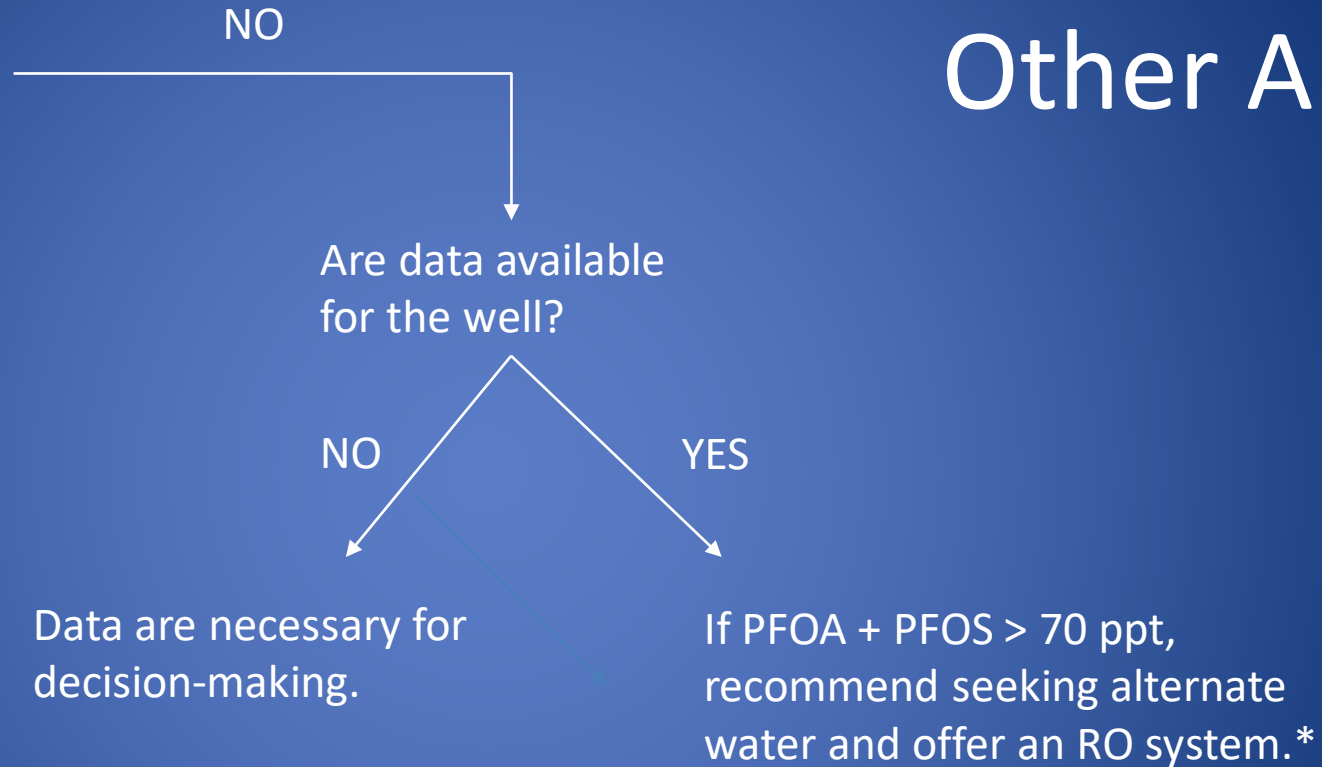 NO
Other A
Are data available
for the well?
NO
YES
Data are necessary for
decision-making.
If PFOA + PFOS > 70 ppt,
recommend seeking alternate
water and offer an RO system.*